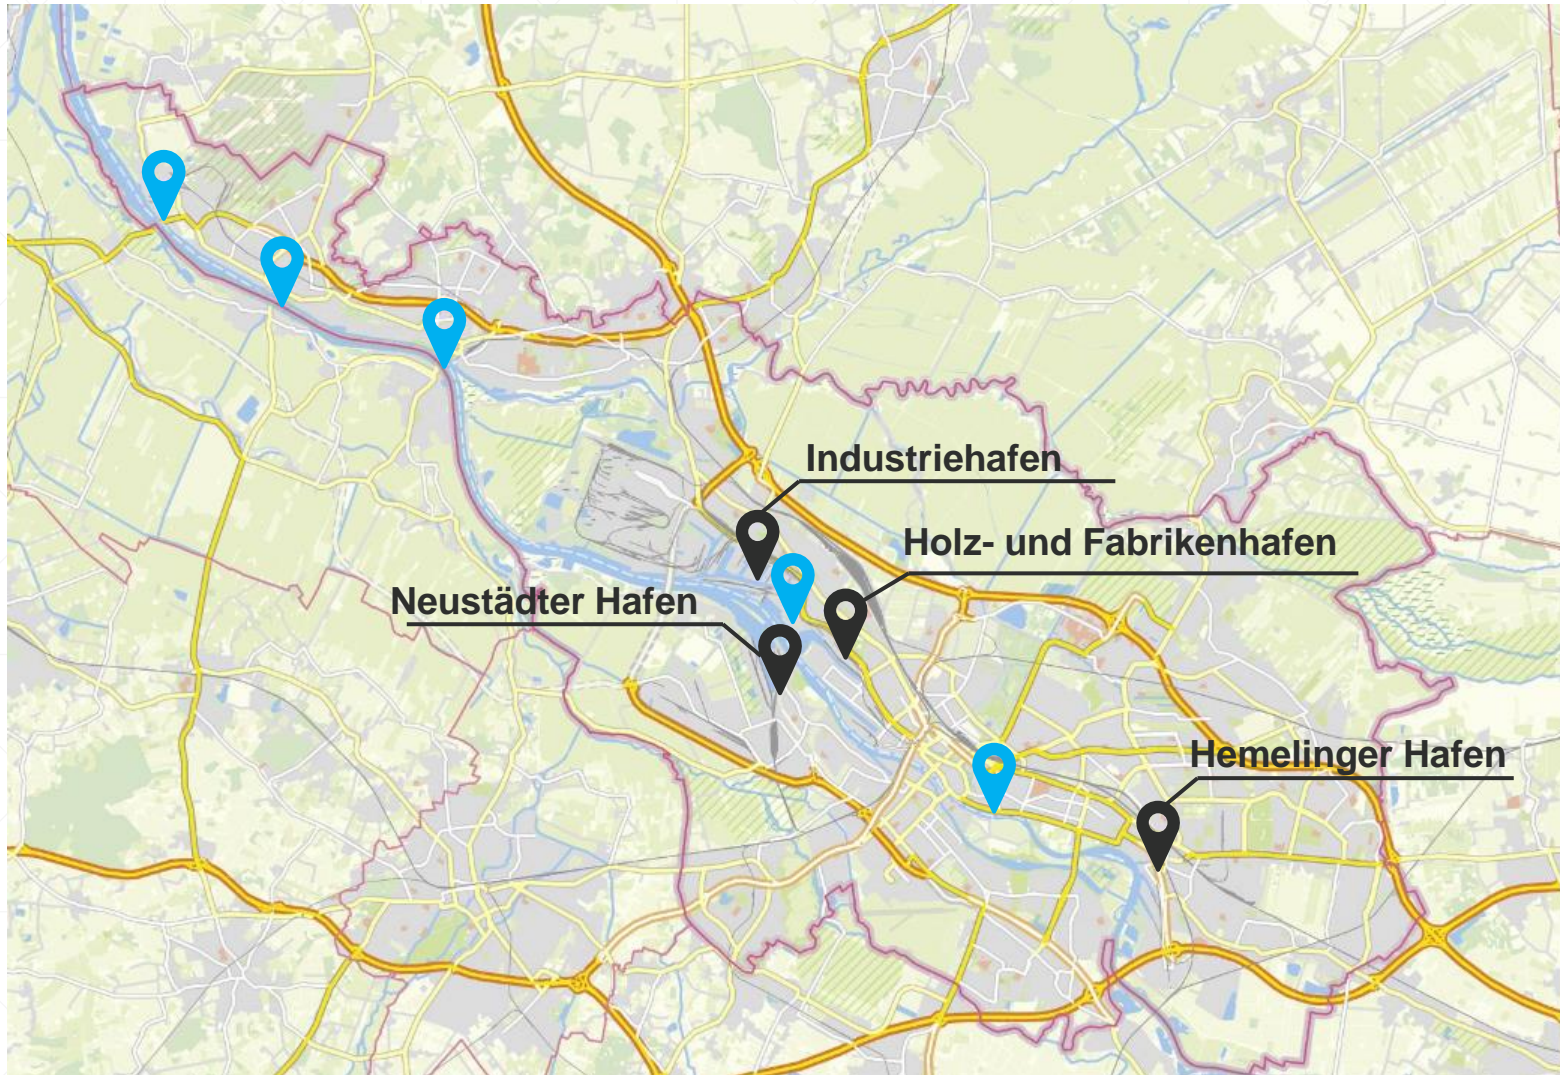 Industriehafen
Holz- und Fabrikenhafen
Neustädter Hafen
Hemelinger Hafen